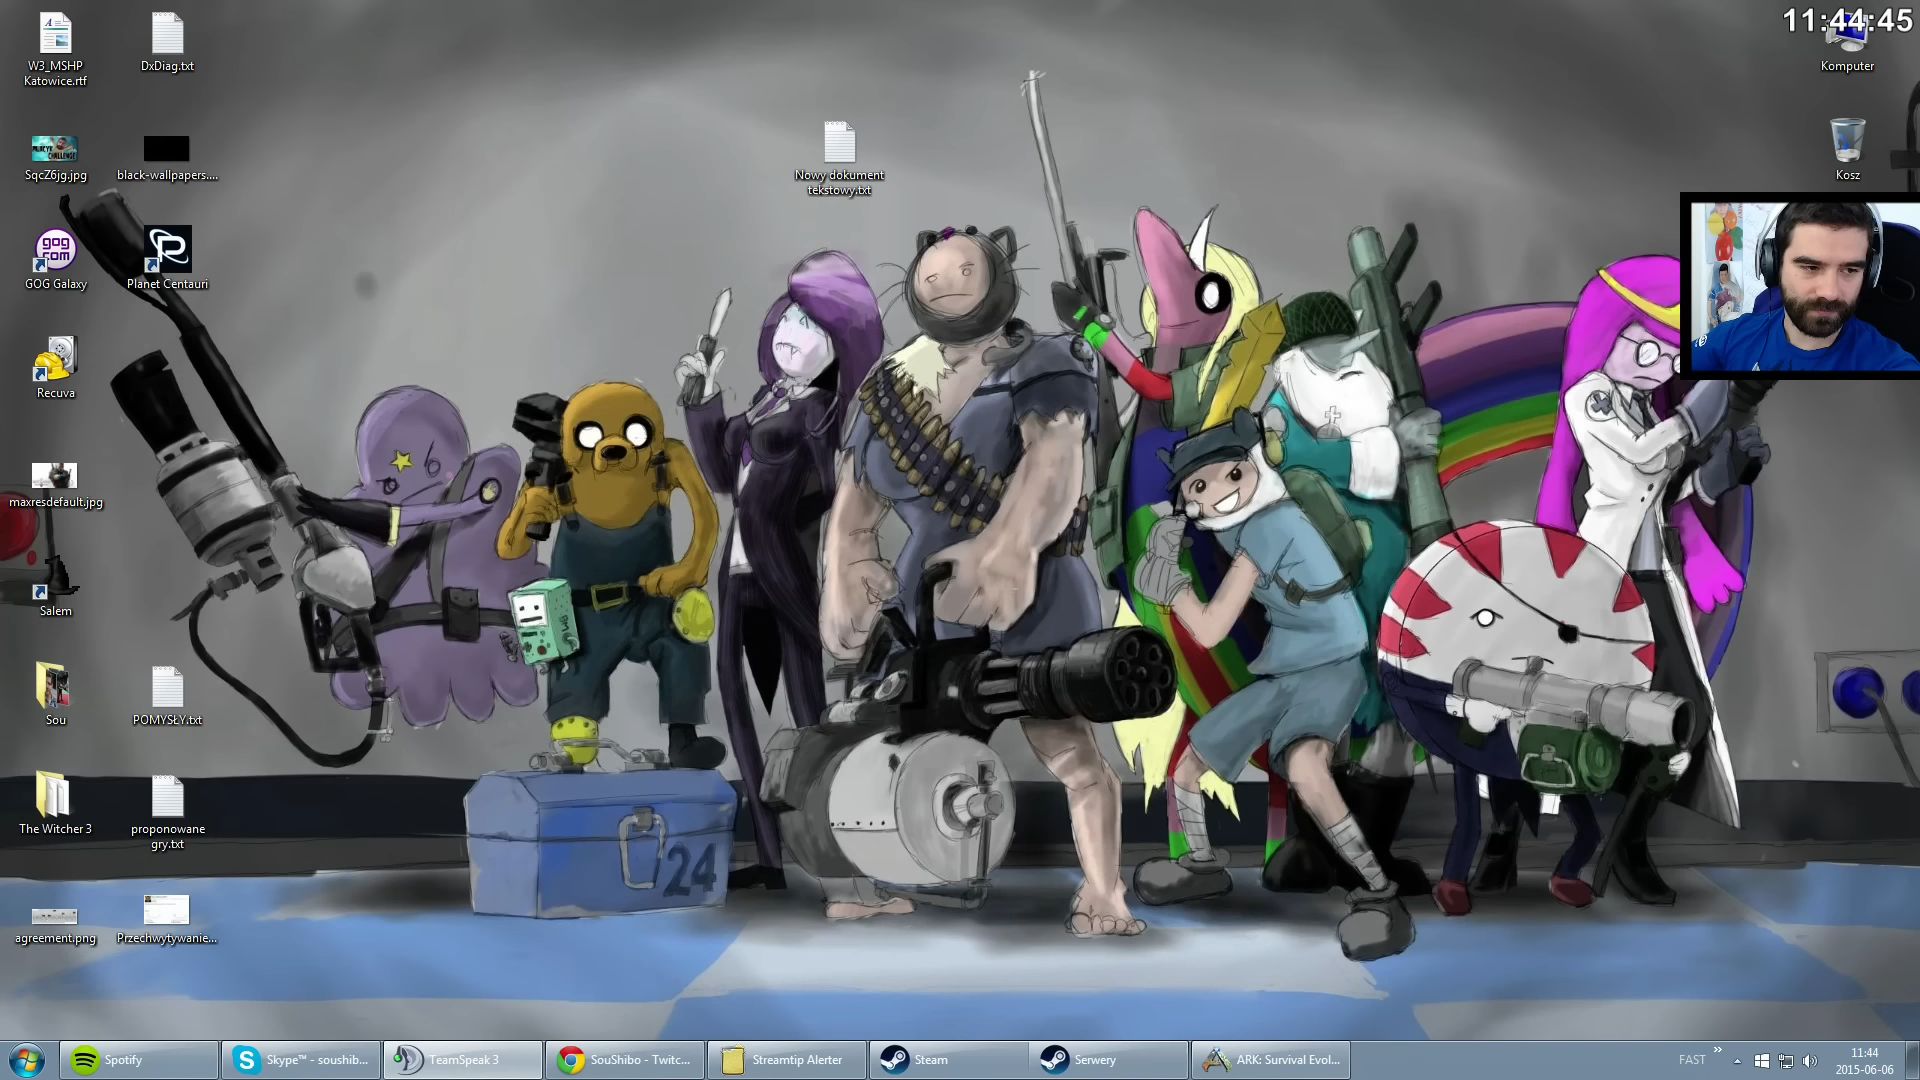 11:44:45
W3_MSHP
Katowice.rtf
DxDiag.txt
Komputer
SqcZ6jg.jpg
black-wallpapers....
Nowy dokument
tekstowy.txt
Kosz
gog
com
GOG Galaxy
Planet Centauri
Recuva
maxresdefault.jpg
Salem
Sou
POMYSŁY.txt
The Witcher 3
proponowane
gry.txt
24
agreement.png
Przechwytywanie...
Spotify
Skype™ - soushib...
TeamSpeak 3
SouShibo - Twitc...
Streamtip Alerter
Steam
Serwery
ARK: Survival Evol...
FAST
11:44
2015-06-06